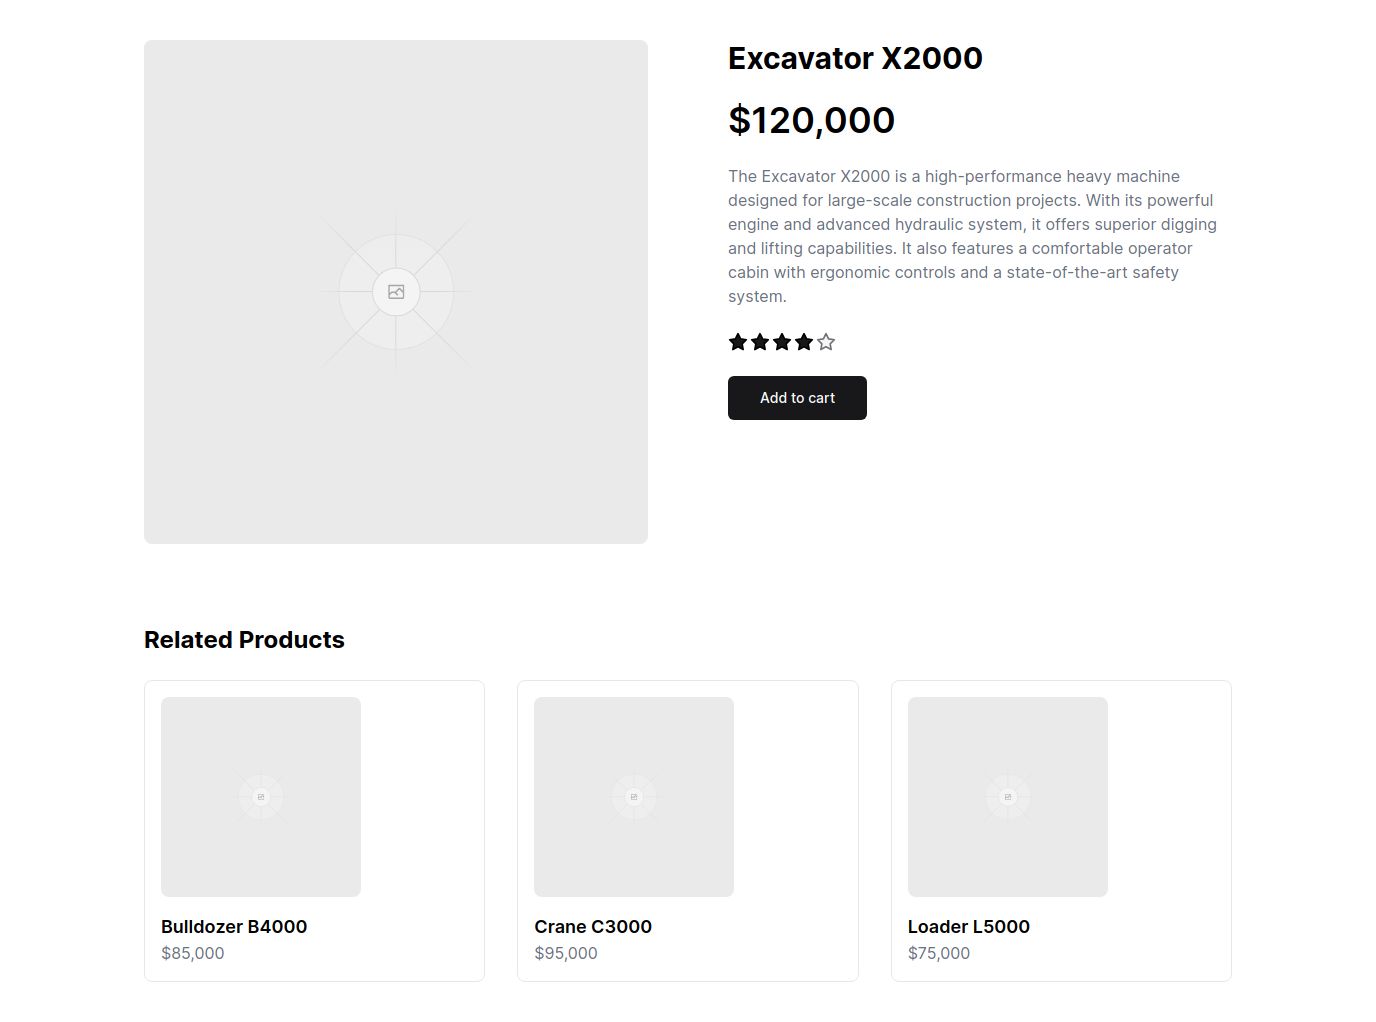 Excavator X2000
$120,000
The Excavator X2000 is a high-performance heavy machine
designed for large-scale construction projects. With its powerful
engine and advanced hydraulic system, it offers superior digging
and lifting capabilities. It also features a comfortable operator
cabin with ergonomic controls and a state-of-the-art safety
system.
Add to cart
Related Products
Bulldozer B4000
$85,000
Crane C3000
$95,000
Loader L5000
$75,000